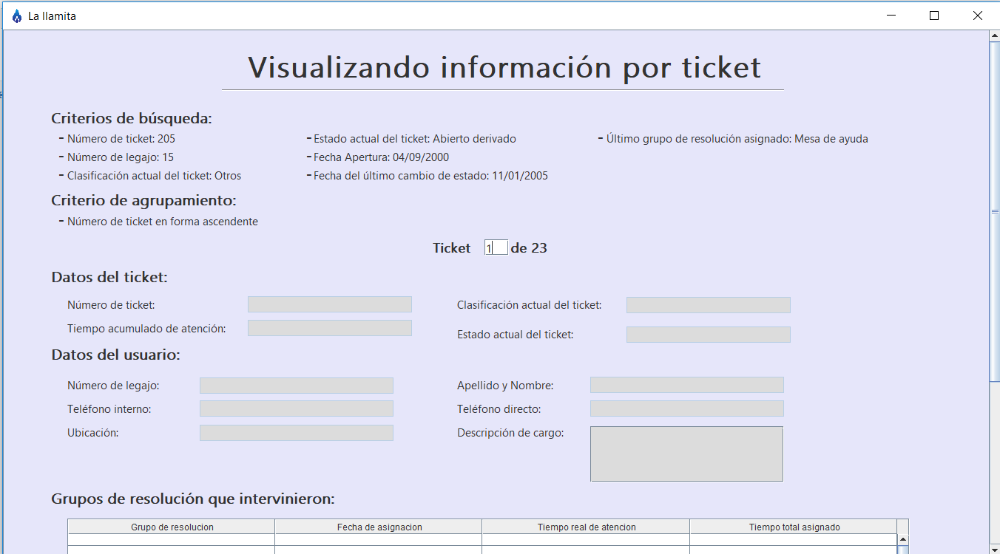 La llamita
Visualizando información por ticket
Criterios de búsqueda:
- Número de ticket: 205
- Estado actual del ticket: Abierto derivado
- Último grupo de resolución asignado: Mesa de ayuda
- Número de legajo: 15
- Fecha Apertura: 04/09/2000
- Clasificación actual del ticket: Otros
- Fecha del último cambio de estado: 11/01/2005
Criterio de agrupamiento:
- Número de ticket en forma ascendente
Ticket 1 de 23
Datos del ticket:
Número de ticket:
Clasificación actual del ticket:
Tiempo acumulado de atención:
Estado actual del ticket:
Datos del usuario:
Número de legajo:
Apellido y Nombre:
Teléfono interno:
Teléfono directo:
Ubicación:
Descripción de cargo:
Grupos de resolución que intervinieron:
Grupo de resolucion Fecha de asignacion Tiempo real de atencion Tiempo total asignado